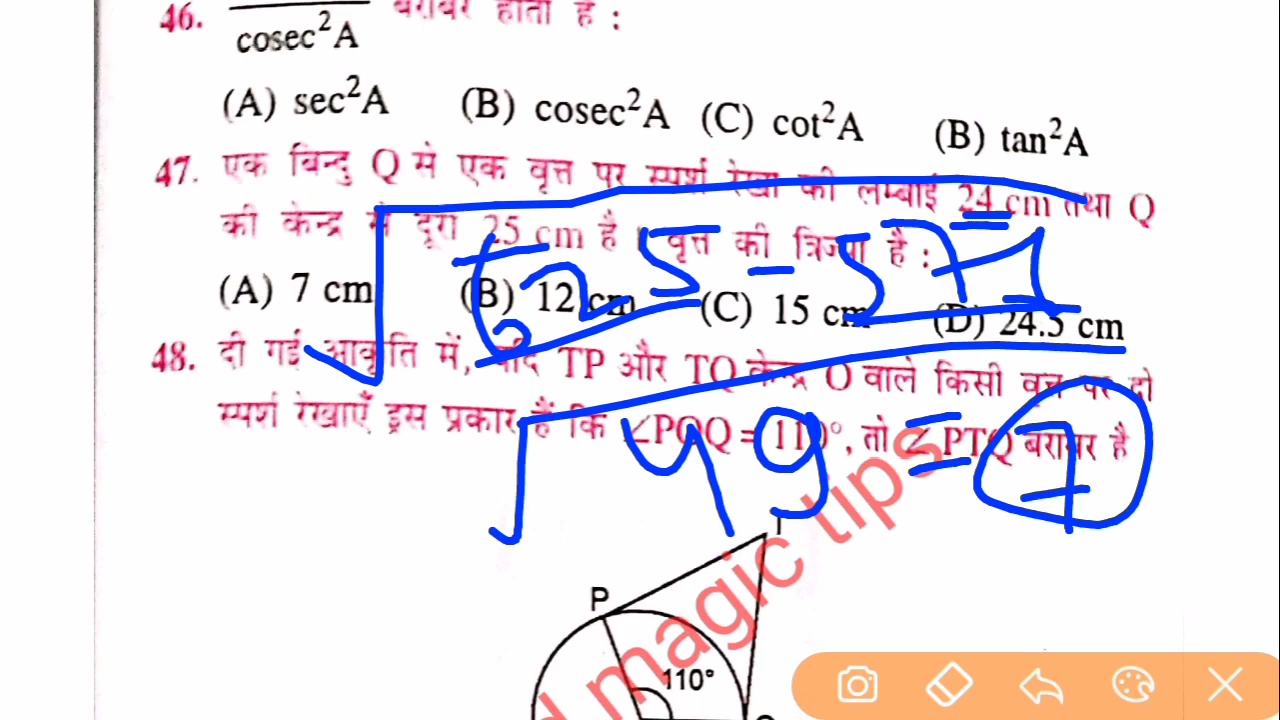 46. cosec²A बराबर होता है :
(A) sec²A (B) cosec²A (C) cot²A (B) tan²A
47. एक बिन्दु Q से एक वृत्त पर स्पर्श रेखा की लम्बाई 24 cm तथा Q
की केन्द्र से दूरी 25 cm है । वृत्त की त्रिज्या है :
√625 - 571
(A) 7 cm (B) 12 cm (C) 15 cm (D) 24.5 cm
48. दी गई आकृति में, यदि TP और TQ केन्द्र O वाले किसी वृत्त पर दो
स्पर्श रेखाएँ इस प्रकार हैं कि ∠POQ = 110°, तो ∠PTQ बराबर है
√49 = 7
T
P
110°
magic tips